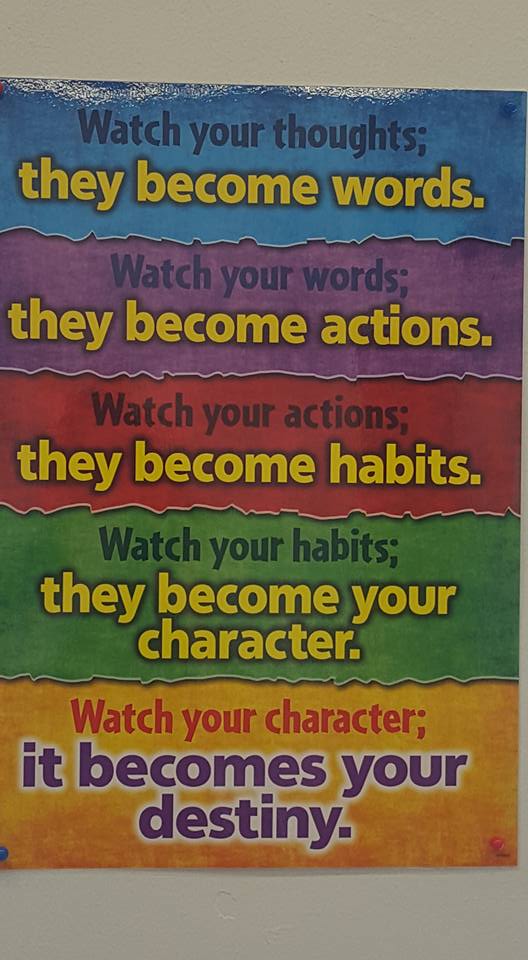 Watch your thoughts;
they become words.
Watch your words;
they become actions.
Watch your actions;
they become habits.
Watch your habits;
they become your
character.
Watch your character;
it becomes your
destiny.